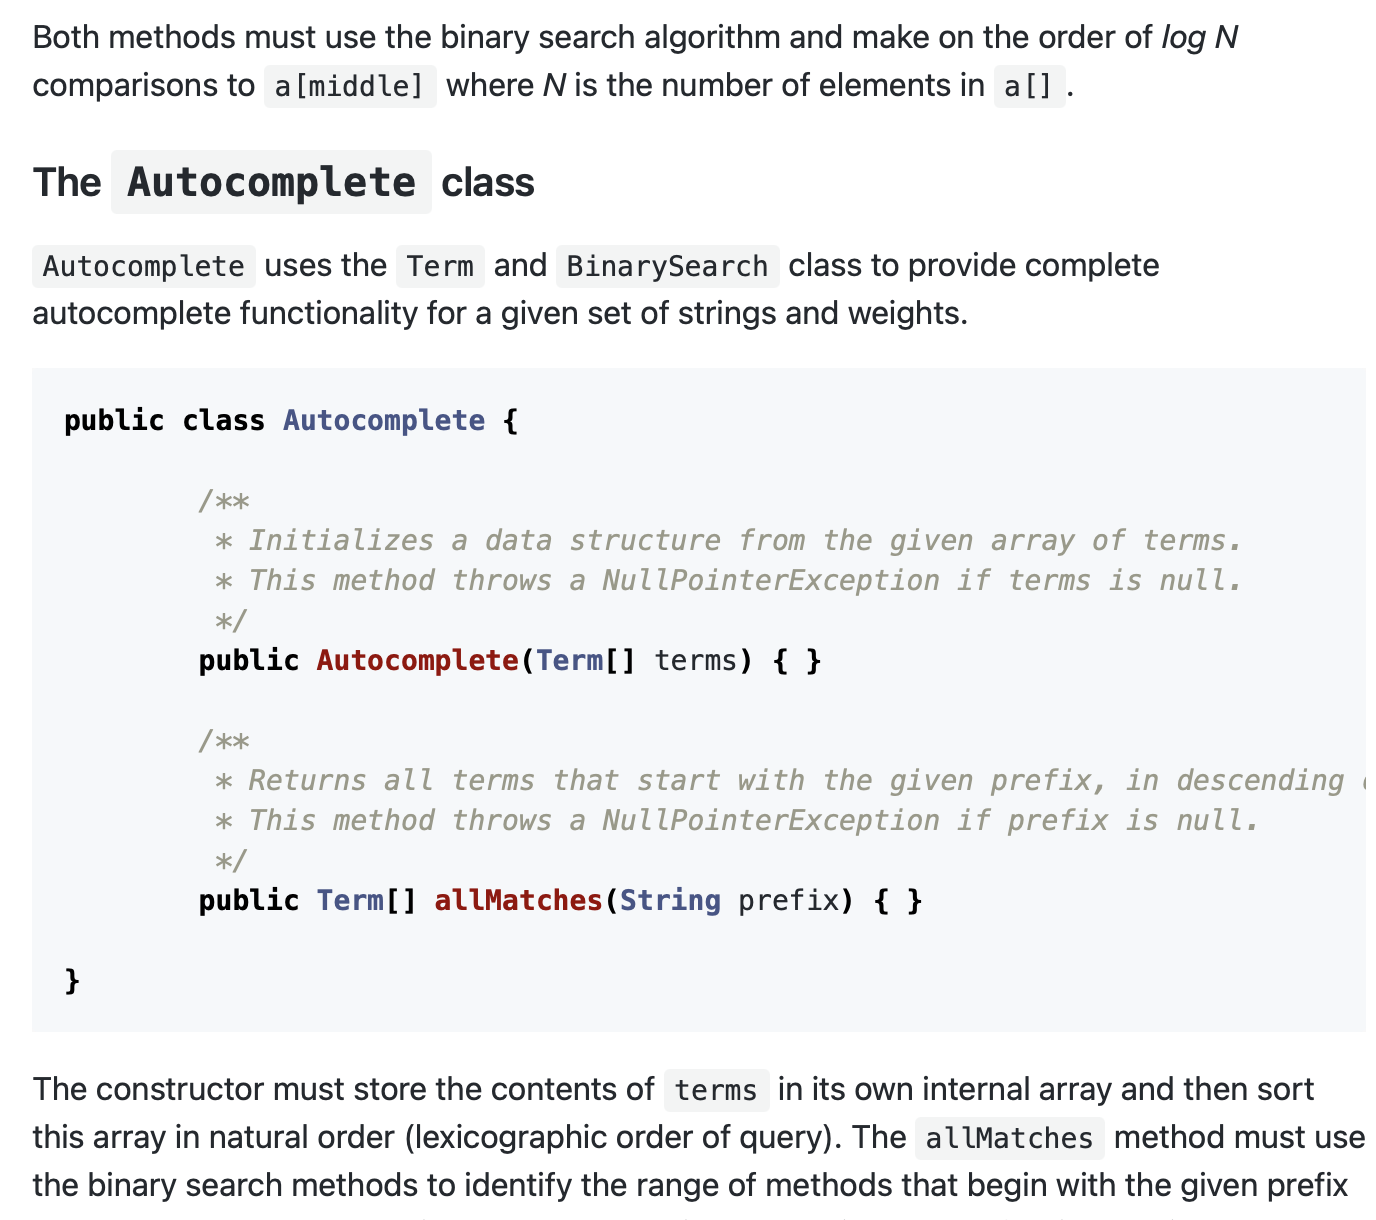 Both methods must use the binary search algorithm and make on the order of log N
comparisons to a[middle] where N is the number of elements in a[] .
The Autocomplete class
Autocomplete uses the Term and BinarySearch class to provide complete
autocomplete functionality for a given set of strings and weights.
public class Autocomplete {
/**
* Initializes a data structure from the given array of terms.
* This method throws a NullPointerException if terms is null.
*/
public Autocomplete(Term[] terms) { }
/**
* Returns all terms that start with the given prefix, in descending
* This method throws a NullPointerException if prefix is null.
*/
public Term[] allMatches(String prefix) { }
}
The constructor must store the contents of terms in its own internal array and then sort
this array in natural order (lexicographic order of query). The allMatches method must use
the binary search methods to identify the range of methods that begin with the given prefix